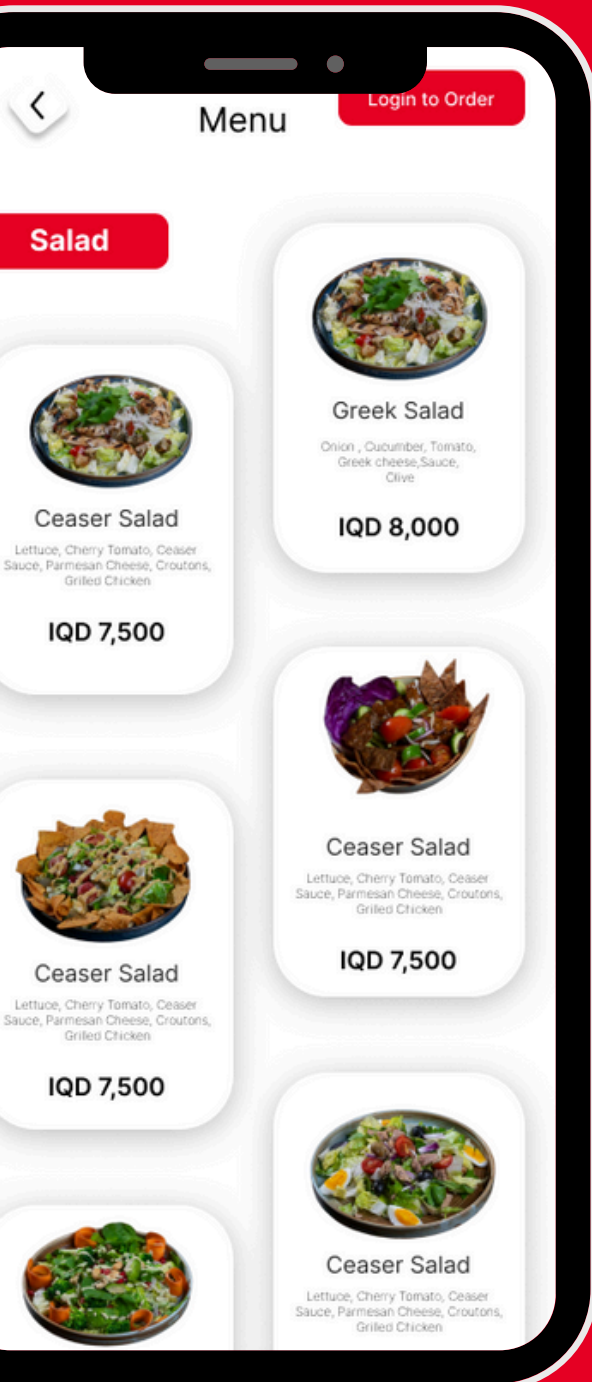 Menu
Login to Order
Salad
Ceaser Salad
Lettuce, Cherry Tomato, Ceaser
Sauce, Parmesan Cheese, Croutons,
Grilled Chicken
IQD 7,500
Greek Salad
Onion , Cucumber, Tomato,
Greek cheese,Sauce,
Olive
IQD 8,000
Ceaser Salad
Lettuce, Cherry Tomato, Ceaser
Sauce, Parmesan Cheese, Croutons,
Grilled Chicken
IQD 7,500
Ceaser Salad
Lettuce, Cherry Tomato, Ceaser
Sauce, Parmesan Cheese, Croutons,
Grilled Chicken
IQD 7,500
Ceaser Salad
Lettuce, Cherry Tomato, Ceaser
Sauce, Parmesan Cheese, Croutons,
Grilled Chicken